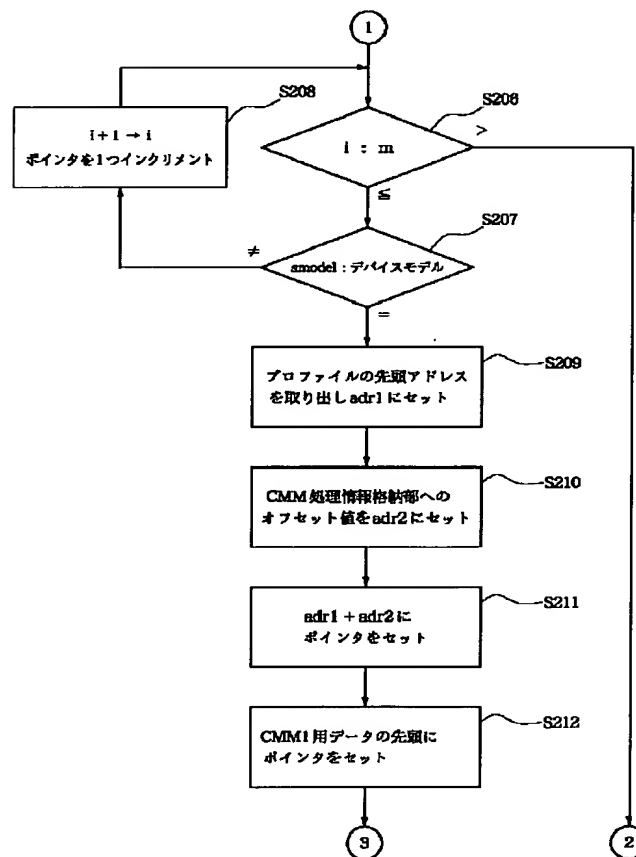 1
S208
I+1→i
ポインタを1つインクリメント
S206
i : m
>
≦
S207
≠
smodel:デバイスモデル
=
S209
プロファイルの先頭アドレス
を取り出しadr1にセット
S210
CMM処理情報格納部への
オフセット値をadr2にセット
S211
adr1+adr2に
ポインタをセット
S212
CMM1用データの先頭に
ポインタをセット
3
2